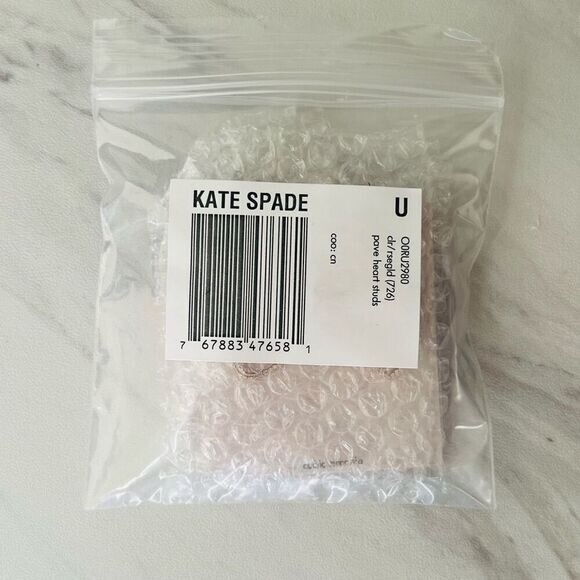 KATE SPADE
U
7 67883 47658 1
coo: cn
O0RU2980
clr/rsegld (726)
pave heart studs